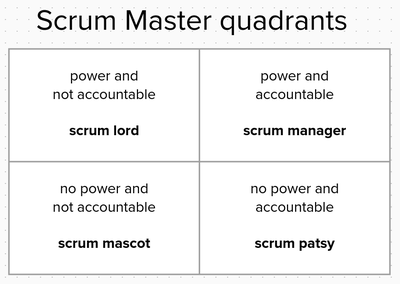 Scrum Master quadrants
power and
not accountable
scrum lord
power and
accountable
scrum manager
no power and
not accountable
scrum mascot
no power and
accountable
scrum patsy